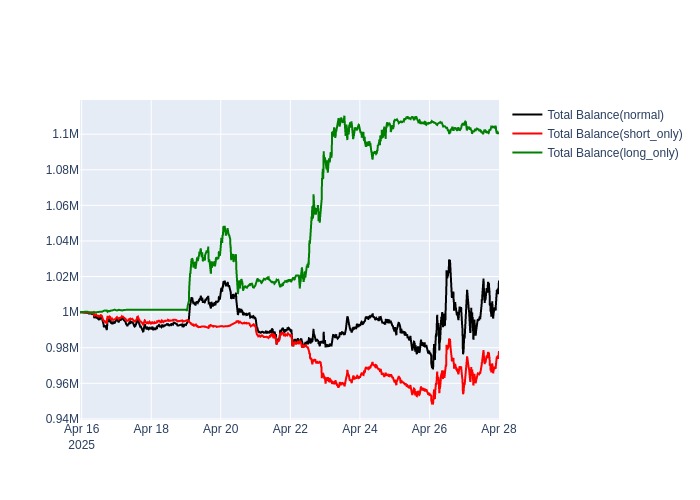 Total Balance(normal)
Total Balance(short_only)
Total Balance(long_only)
1.1M
1.08M
1.06M
1.04M
1.02M
1M
0.98M
0.96M
0.94M
Apr 16 Apr 18 Apr 20 Apr 22 Apr 24 Apr 26 Apr 28
2025